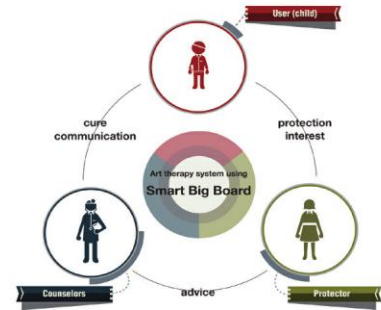 User (child)
cure
communication
protection
interest
Art therapy system using
Smart Big Board
Counselors
advice
Protector